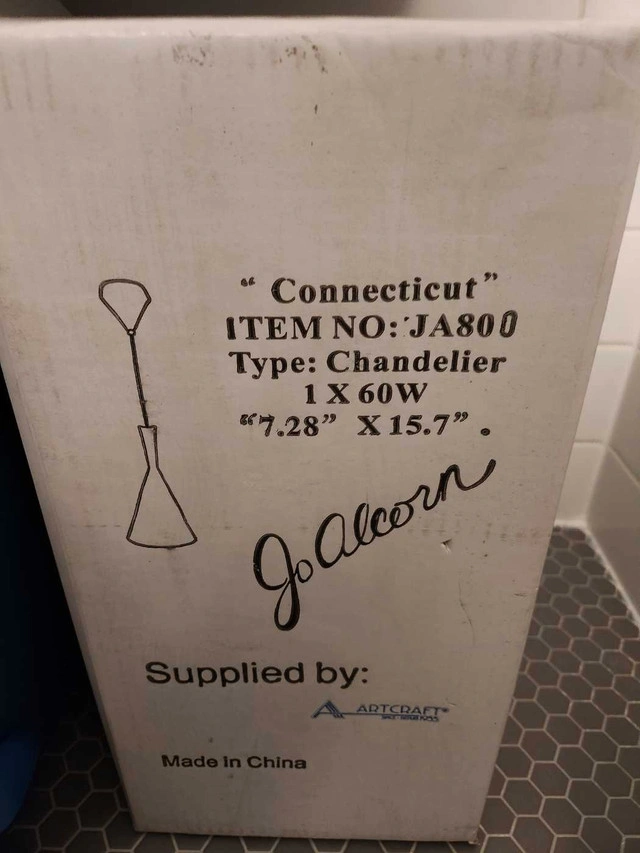 “ Connecticut”
ITEM NO: JA800
Type: Chandelier
1 X 60W
“7.28” X 15.7” .
Jo Alcorn
Supplied by:
ARTCRAFT®
Made in China